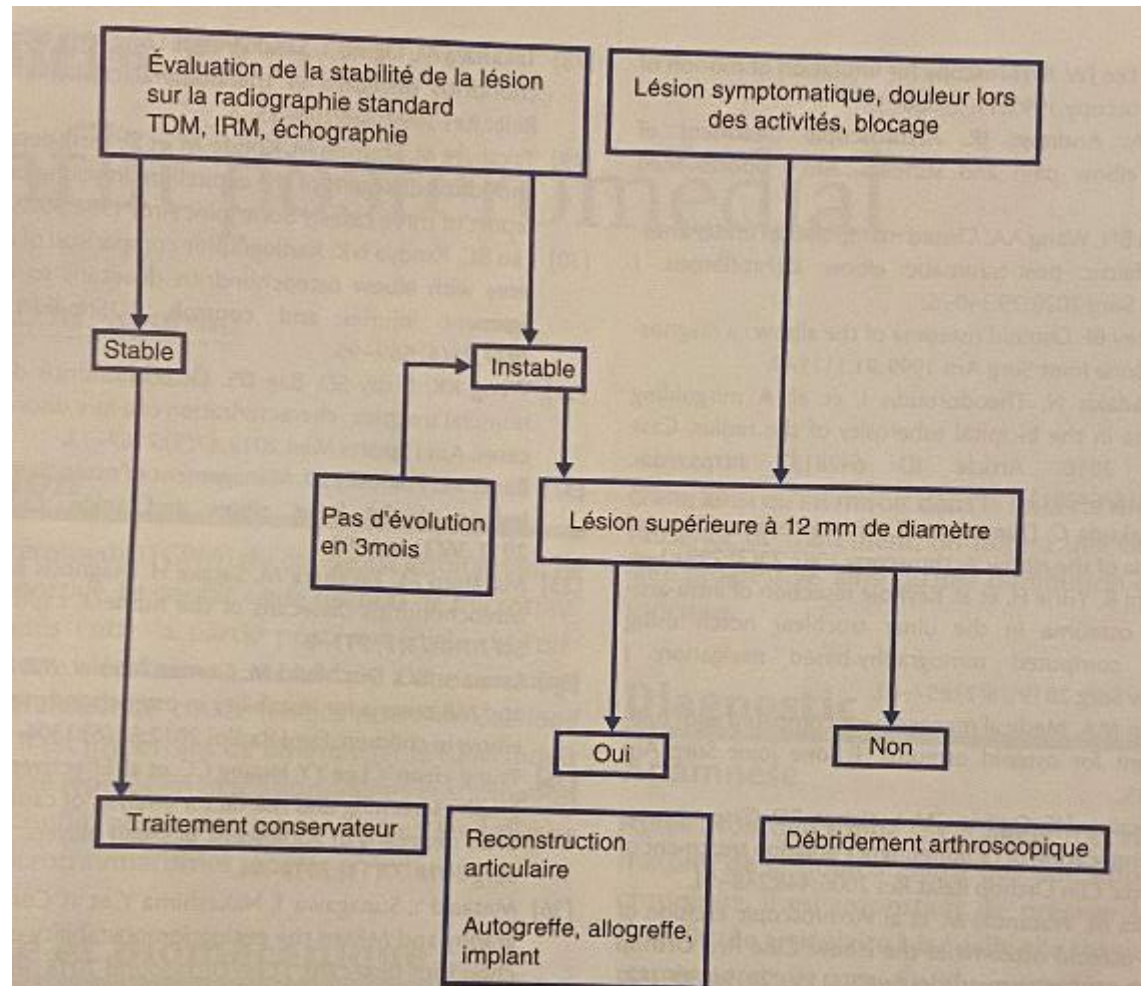 Évaluation de la stabilité de la lésion
sur la radiographie standard
TDM, IRM, échographie
Lésion symptomatique, douleur lors
des activités, blocage
Stable
Instable
Pas d'évolution
en 3mois
Lésion supérieure à 12 mm de diamètre
Oui
Non
Traitement conservateur
Reconstruction
articulaire
Autogreffe, allogreffe,
implant
Débridement arthroscopique